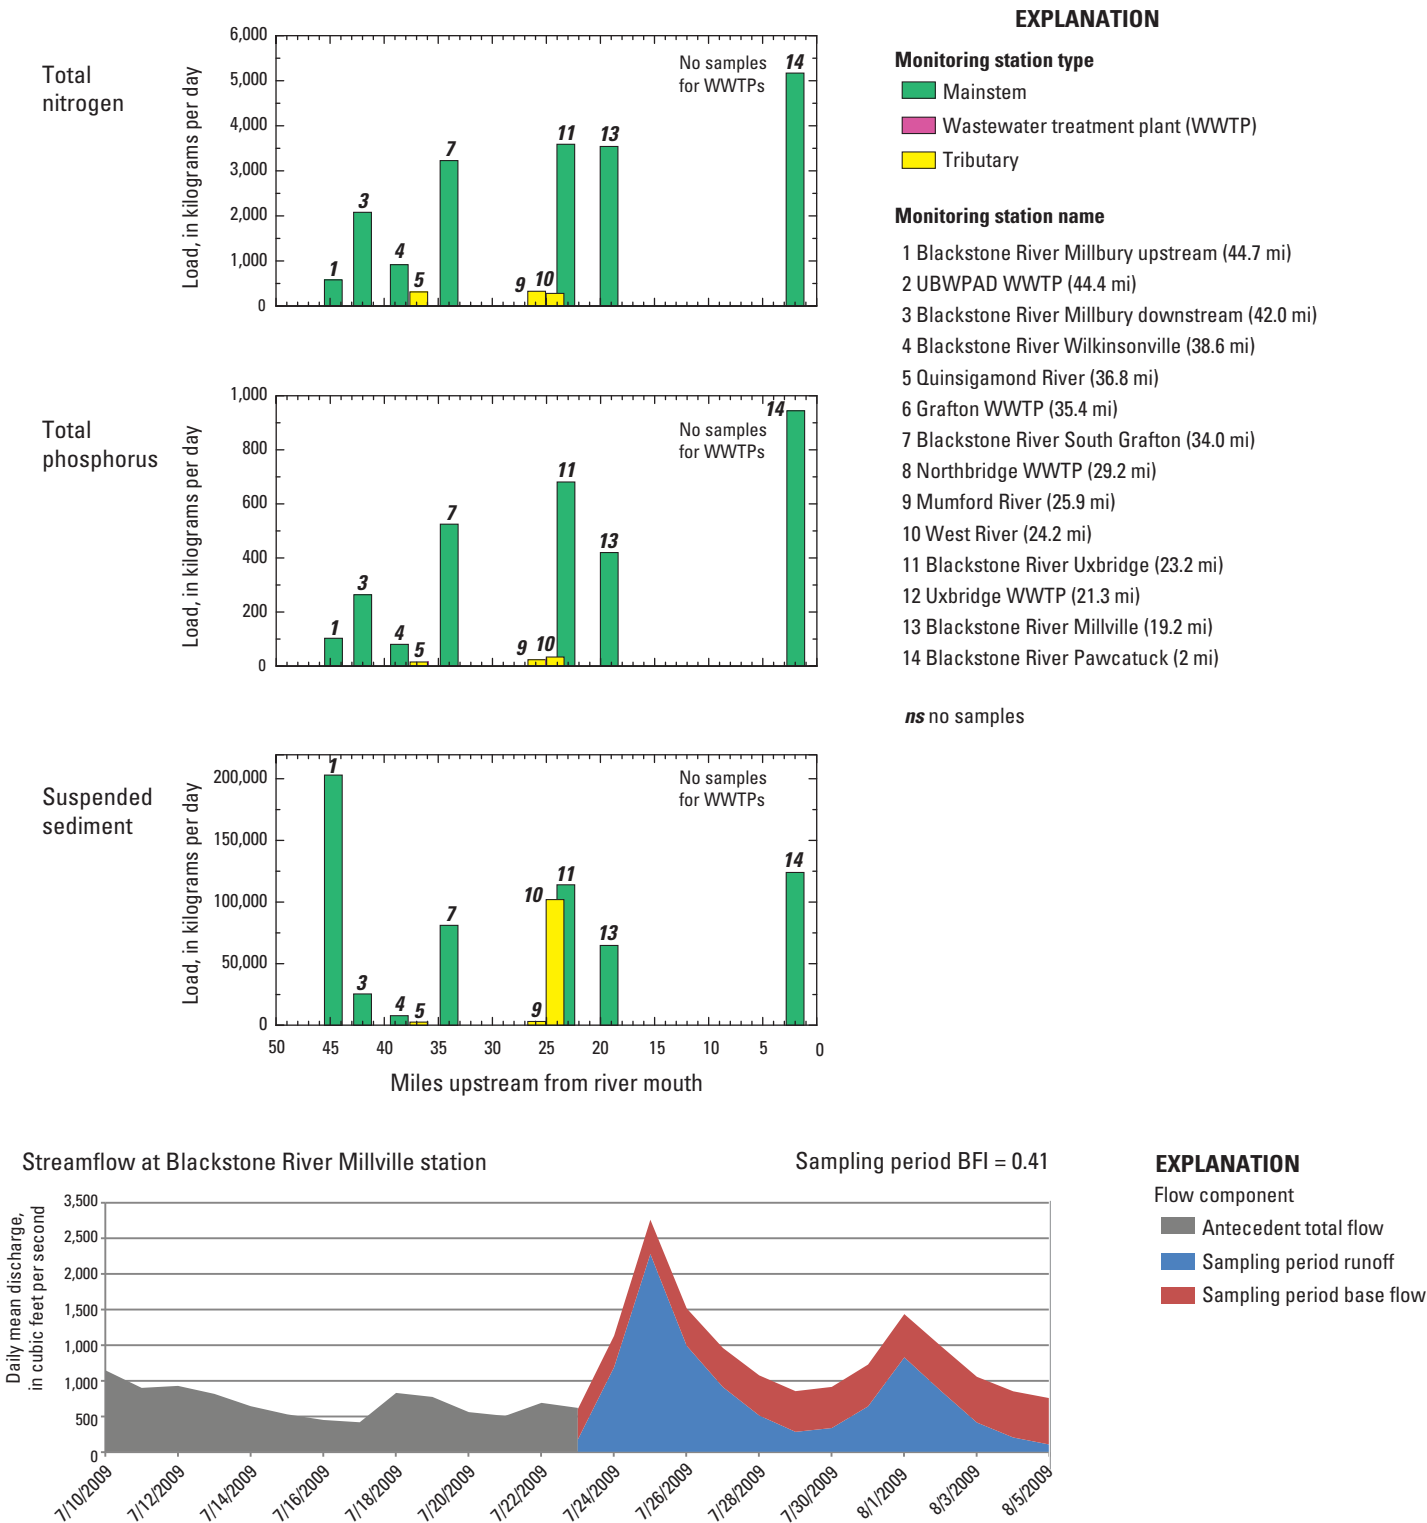 Total
nitrogen
Load, in kilograms per day
6,000
5,000
4,000
3,000
2,000
1,000
0
No samples
for WWTPs
1
3
4
5
7
9
10
11
13
14
Total
phosphorus
Load, in kilograms per day
1,000
800
600
400
200
0
No samples
for WWTPs
1
3
4
5
7
9
10
11
13
14
Suspended
sediment
Load, in kilograms per day
200,000
150,000
100,000
50,000
0
No samples
for WWTPs
1
3
4
5
7
9
10
11
13
14
50 45 40 35 30 25 20 15 10 5 0
Miles upstream from river mouth
EXPLANATION
Monitoring station type
Mainstem
Wastewater treatment plant (WWTP)
Tributary
Monitoring station name
1 Blackstone River Millbury upstream (44.7 mi)
2 UBWPAD WWTP (44.4 mi)
3 Blackstone River Millbury downstream (42.0 mi)
4 Blackstone River Wilkinsonville (38.6 mi)
5 Quinsigamond River (36.8 mi)
6 Grafton WWTP (35.4 mi)
7 Blackstone River South Grafton (34.0 mi)
8 Northbridge WWTP (29.2 mi)
9 Mumford River (25.9 mi)
10 West River (24.2 mi)
11 Blackstone River Uxbridge (23.2 mi)
12 Uxbridge WWTP (21.3 mi)
13 Blackstone River Millville (19.2 mi)
14 Blackstone River Pawcatuck (2 mi)
ns no samples
Streamflow at Blackstone River Millville station
Sampling period BFI = 0.41
Daily mean discharge,
in cubic feet per second
3,500
2,500
2,000
1,500
1,000
1,000
500
0
7/10/2009
7/12/2009
7/14/2009
7/16/2009
7/18/2009
7/20/2009
7/22/2009
7/24/2009
7/26/2009
7/28/2009
7/30/2009
8/1/2009
8/3/2009
8/5/2009
EXPLANATION
Flow component
Antecedent total flow
Sampling period runoff
Sampling period base flow